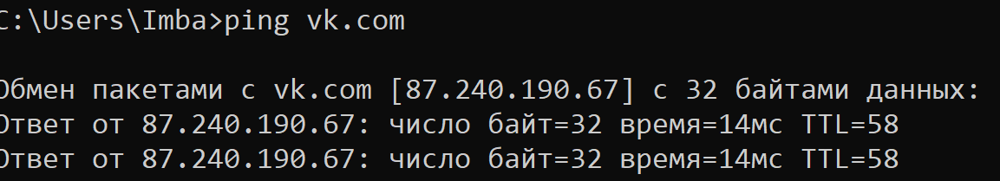 C:\Users\Imba>ping vk.com
Обмен пакетами с vk.com [87.240.190.67] с 32 байтами данных:
Ответ от 87.240.190.67: число байт=32 время=14мс TTL=58
Ответ от 87.240.190.67: число байт=32 время=14мс TTL=58